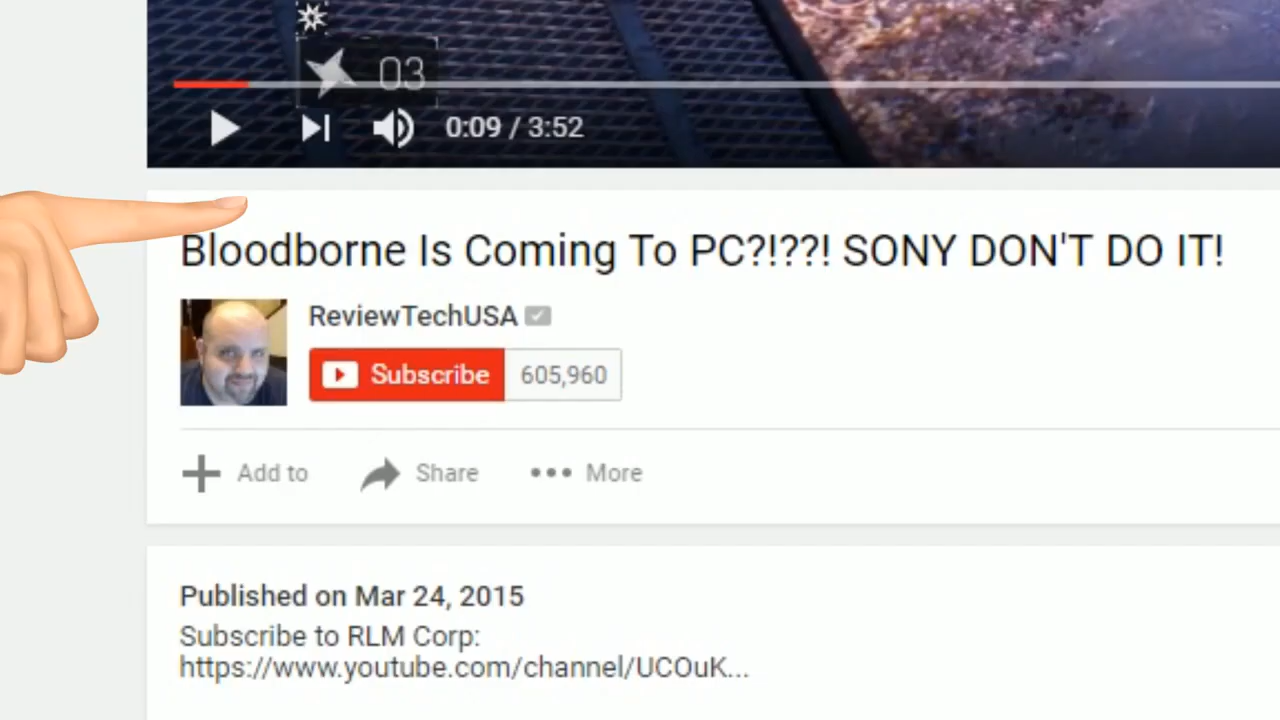 03
0:09 / 3:52
Bloodborne Is Coming To PC?!??! SONY DON'T DO IT!
ReviewTechUSA
Subscribe 605,960
Add to Share More
Published on Mar 24, 2015
Subscribe to RLM Corp:
https://www.youtube.com/channel/UCOuK...